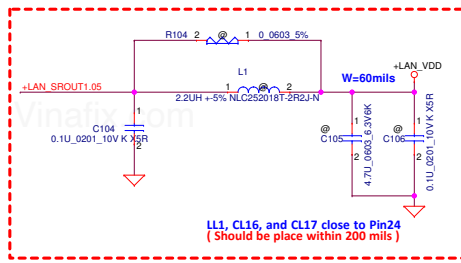 R104 2 @ 1 0_0603_5%
+LAN_VDD
L1
+LAN_SROUT1.05 1 @ 2 W=60mils
2.2UH +-5% NLC252018T-2R2J-N
Vinafix.com
1
C104
0.1U_0201_10V K X5R
2
@ 1
C105
2
4.7U_0603_6.3V6K
@ 1
C106
2
0.1U_0201_10V K X5R
LL1, CL16, and CL17 close to Pin24
( Should be place within 200 mils )